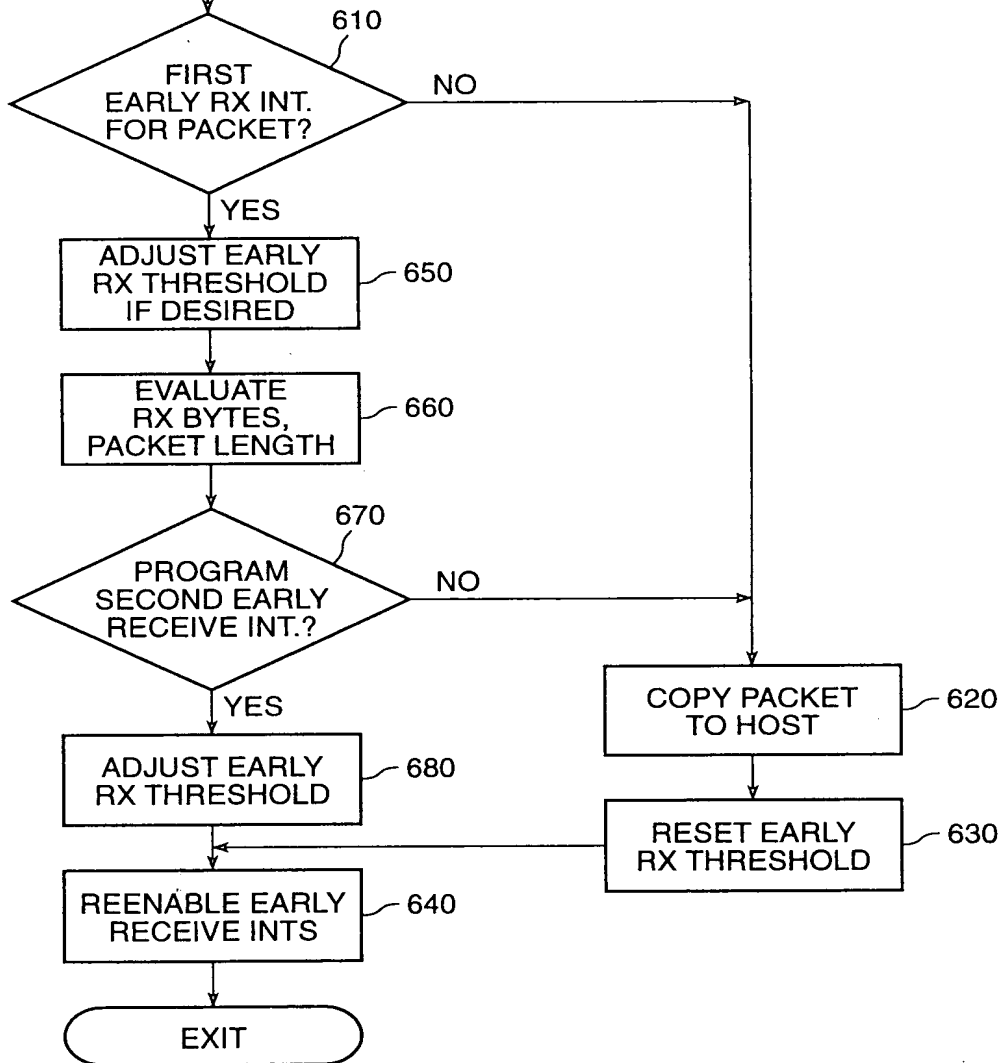 610
FIRST
EARLY RX INT.
FOR PACKET?
NO
YES
ADJUST EARLY
RX THRESHOLD
IF DESIRED
650
EVALUATE
RX BYTES,
PACKET LENGTH
660
670
PROGRAM
SECOND EARLY
RECEIVE INT.?
NO
YES
COPY PACKET
TO HOST
620
ADJUST EARLY
RX THRESHOLD
680
RESET EARLY
RX THRESHOLD
630
REENABLE EARLY
RECEIVE INTS
640
EXIT